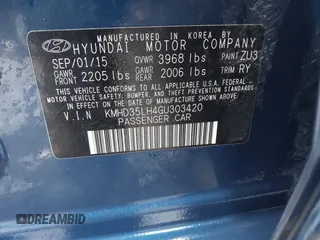 MANUFACTURED IN KOREA BY
HYUNDAI MOTOR COMPANY
SEP/01/15 GVWR 3968 lbs PAINT ZU3
GAWR FRONT 2205 lbs GAWR REAR 2006 lbs TRIM RY
THIS VEHICLE CONFORMS TO ALL APPLICABLE
FEDERAL MOTOR VEHICLE SAFETY, BUMPER, AND
THEFT PREVENTION STANDARDS IN EFFECT ON
THE DATE OF MANUFACTURE SHOWN ABOVE.
V.I.N KMHD35LH4GU303420
PASSENGER CAR
DREAMBID